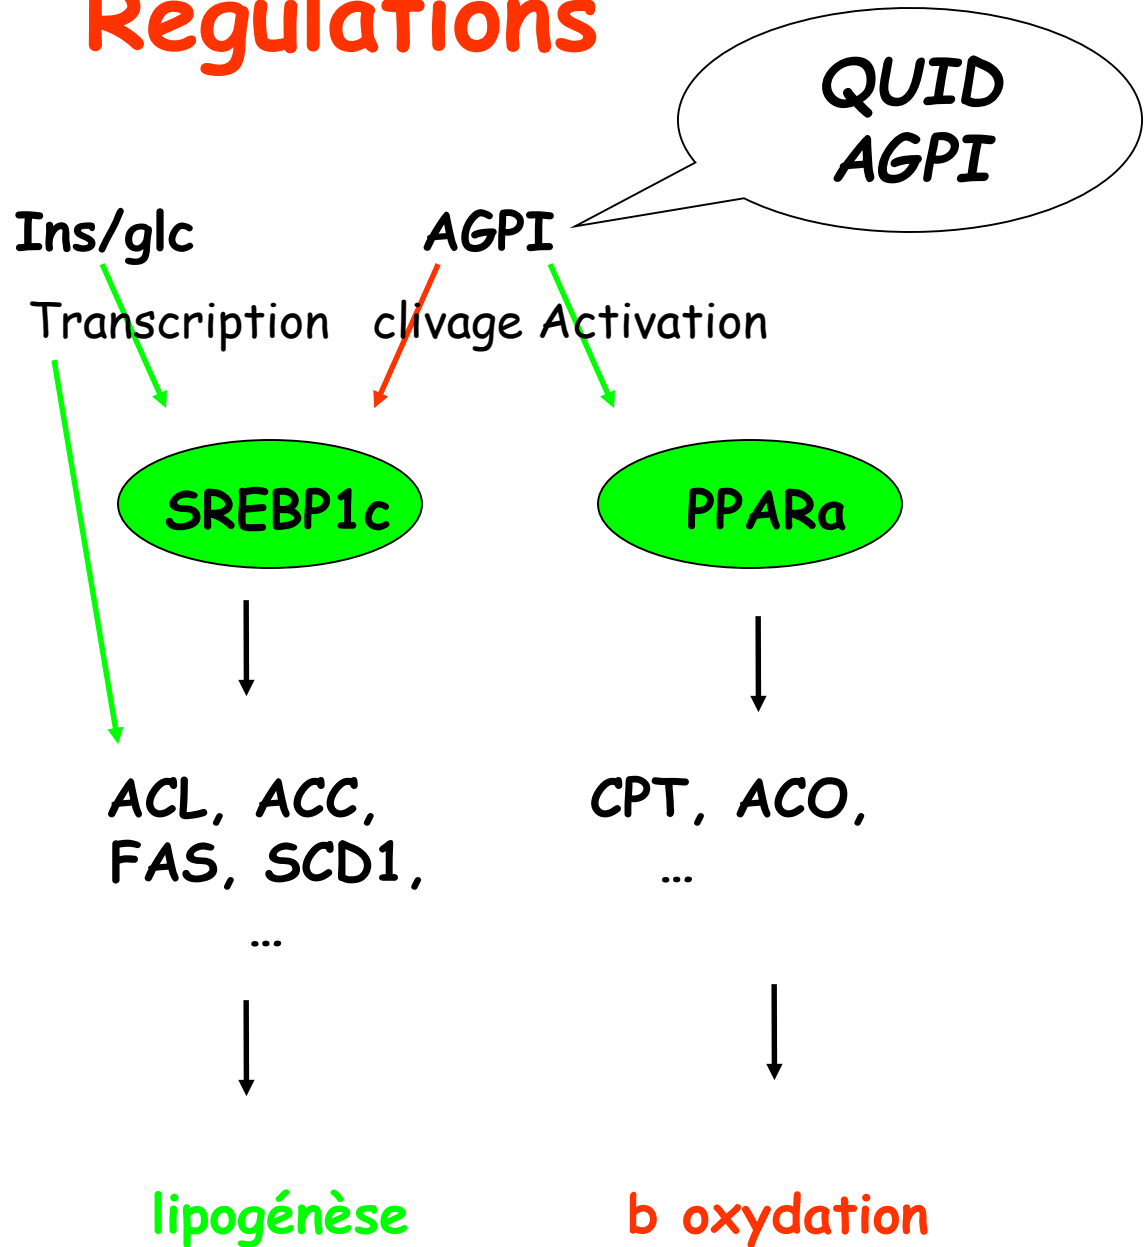 Regulations
QUID
AGPI
Ins/glc AGPI
Transcription clivage Activation
SREBP1c PPARa
ACL, ACC, CPT, ACO,
FAS, SCD1, ...
...
lipogénèse b oxydation